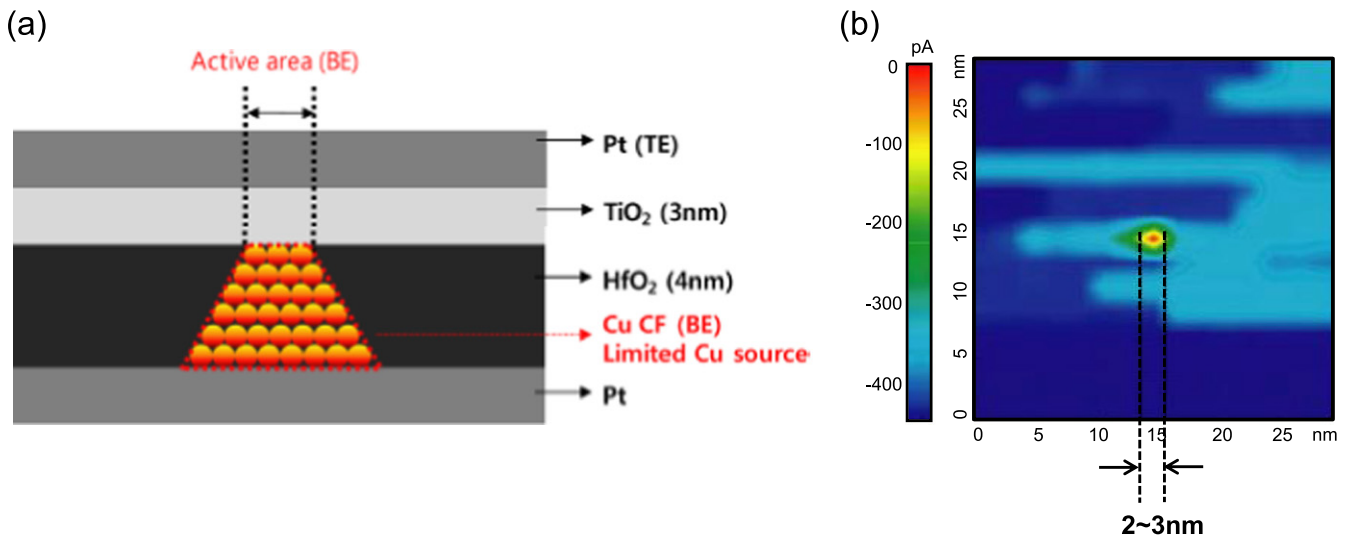 (a)
Active area (BE)
Pt (TE)
TiO₂ (3nm)
HfO₂ (4nm)
Cu CF (BE)
Limited Cu source
Pt
(b)
pA
0
-100
-200
-300
-400
nm
25
20
15
10
5
0
0 5 10 15 20 25 nm
2~3nm